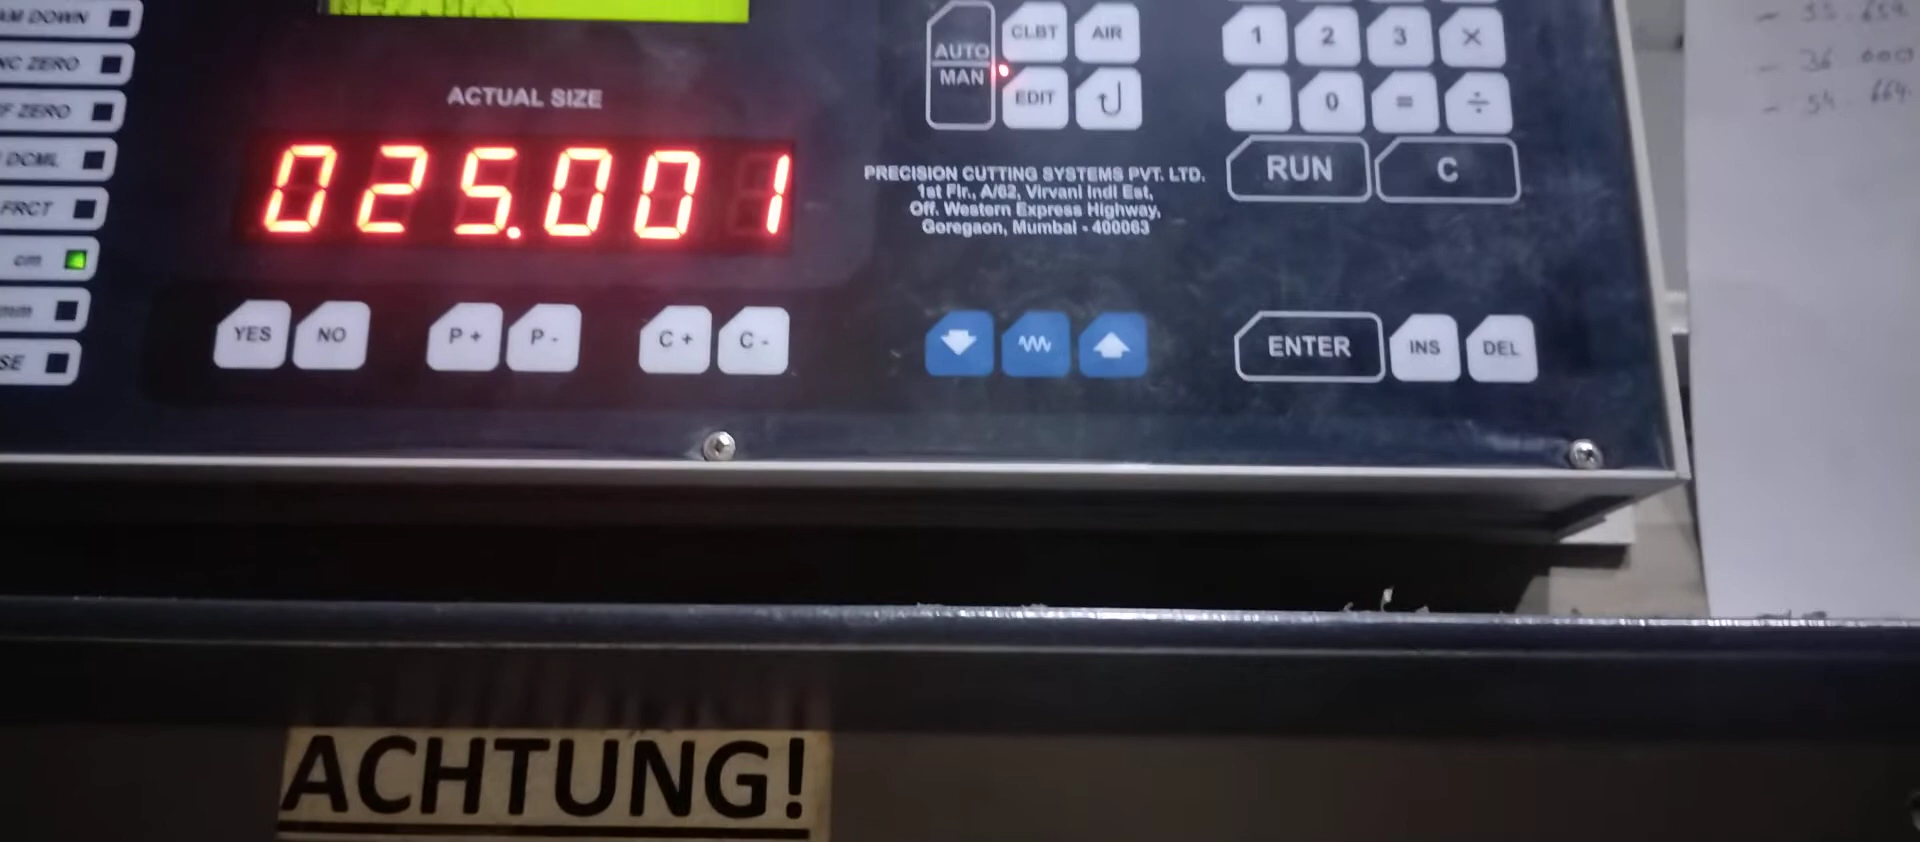 AM DOWN
NC ZERO
F ZERO
DCML
FRCT
cm
mm
SE
ACTUAL SIZE
025.001
YES NO P + P - C + C -
AUTO
MAN
CLBT AIR
EDIT
PRECISION CUTTING SYSTEMS PVT. LTD.
1st Flr., A/62, Virvani Indl Est,
Off. Western Express Highway,
Goregaon, Mumbai - 400063
1 2 3 ×
0 = ÷
RUN C
ENTER INS DEL
ACHTUNG!